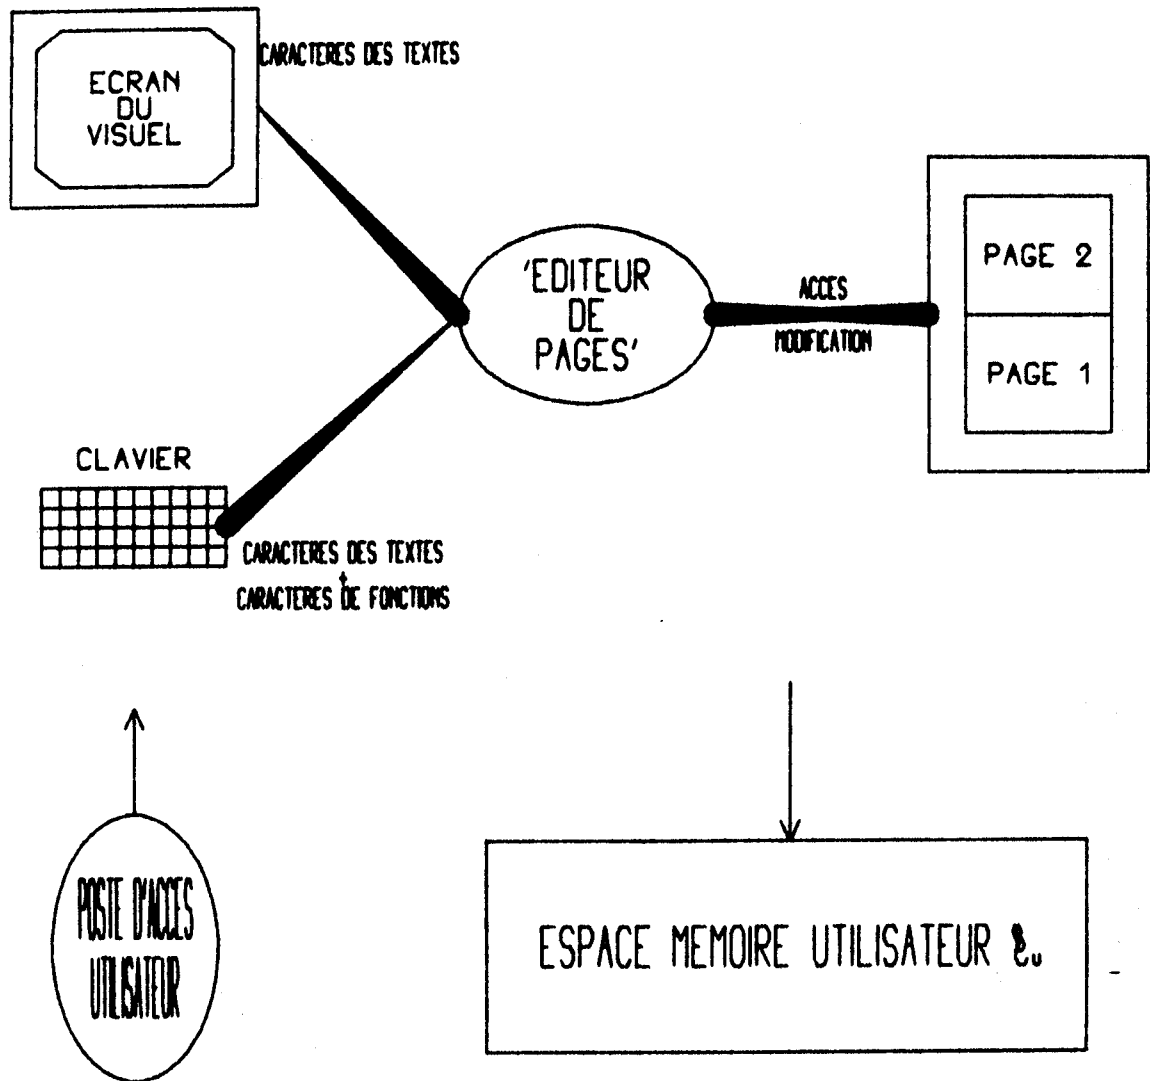 CARACTERES DES TEXTES
ECRAN
DU
VISUEL
'EDITEUR
DE
PAGES'
ACCES
MODIFICATION
PAGE 2
PAGE 1
CLAVIER
CARACTERES DES TEXTES
+
CARACTERES DE FONCTIONS
POSTE D'ACCES
UTILISATEUR
ESPACE MEMOIRE UTILISATEUR